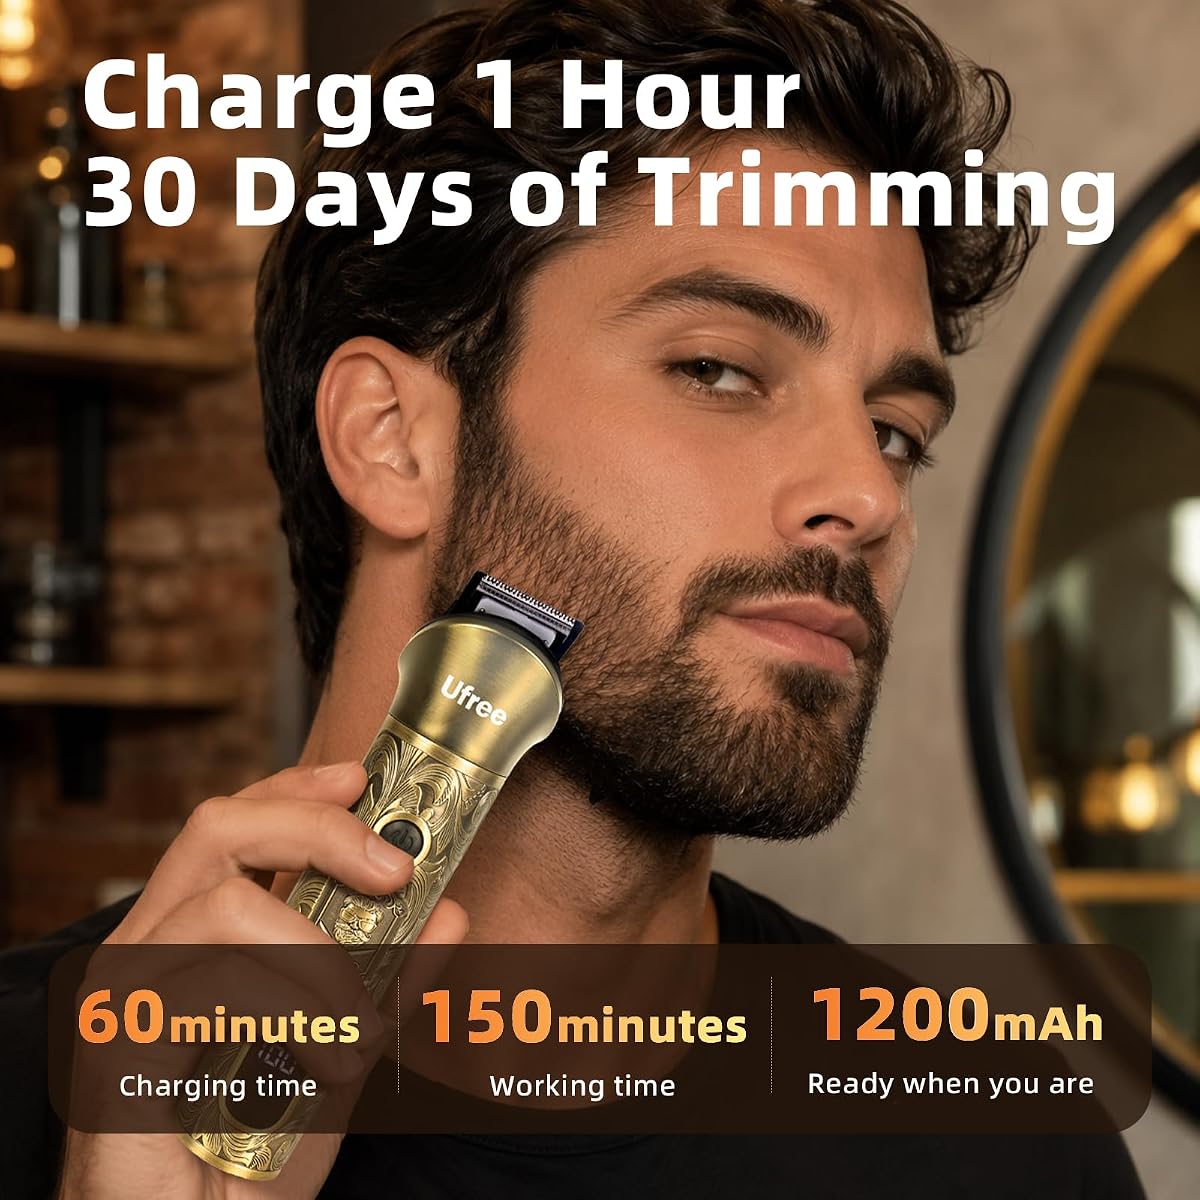 Charge 1 Hour
30 Days of Trimming
Ufree
60minutes
Charging time
150minutes
Working time
1200mAh
Ready when you are
100